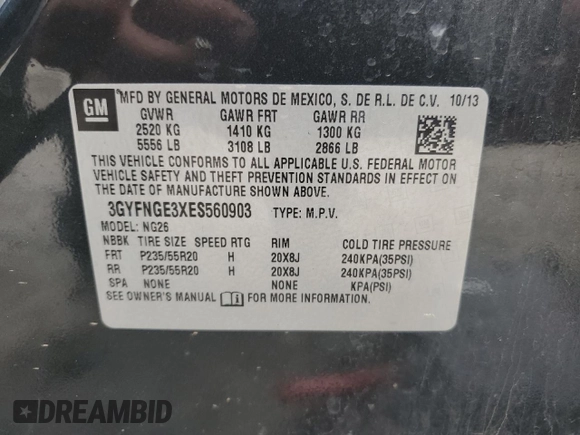 GM MFD BY GENERAL MOTORS DE MEXICO, S. DE R.L. DE C.V. 10/13
GVWR GAWR FRT GAWR RR
2520 KG 1410 KG 1300 KG
5556 LB 3108 LB 2866 LB
THIS VEHICLE CONFORMS TO ALL APPLICABLE U.S. FEDERAL MOTOR
VEHICLE SAFETY AND THEFT PREVENTION STANDARDS IN EFFECT ON
THE DATE OF MANUFACTURE SHOWN ABOVE.
3GYFNGE3XES560903 TYPE: M.P.V.
MODEL: NG26
NBBK TIRE SIZE SPEED RTG RIM COLD TIRE PRESSURE
FRT P235/55R20 H 20X8J 240KPA(35PSI)
RR P235/55R20 H 20X8J 240KPA(35PSI)
SPA NONE NONE KPA(PSI)
SEE OWNER'S MANUAL i FOR MORE INFORMATION.
DREAMBID